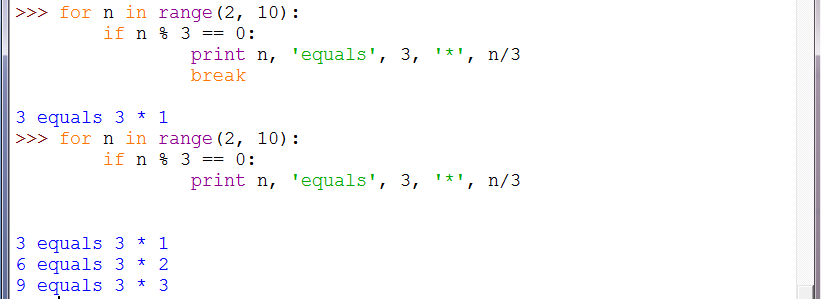 >>> for n in range(2, 10):
        if n % 3 == 0:
                print n, 'equals', 3, '*', n/3
                break

3 equals 3 * 1
>>> for n in range(2, 10):
        if n % 3 == 0:
                print n, 'equals', 3, '*', n/3


3 equals 3 * 1
6 equals 3 * 2
9 equals 3 * 3